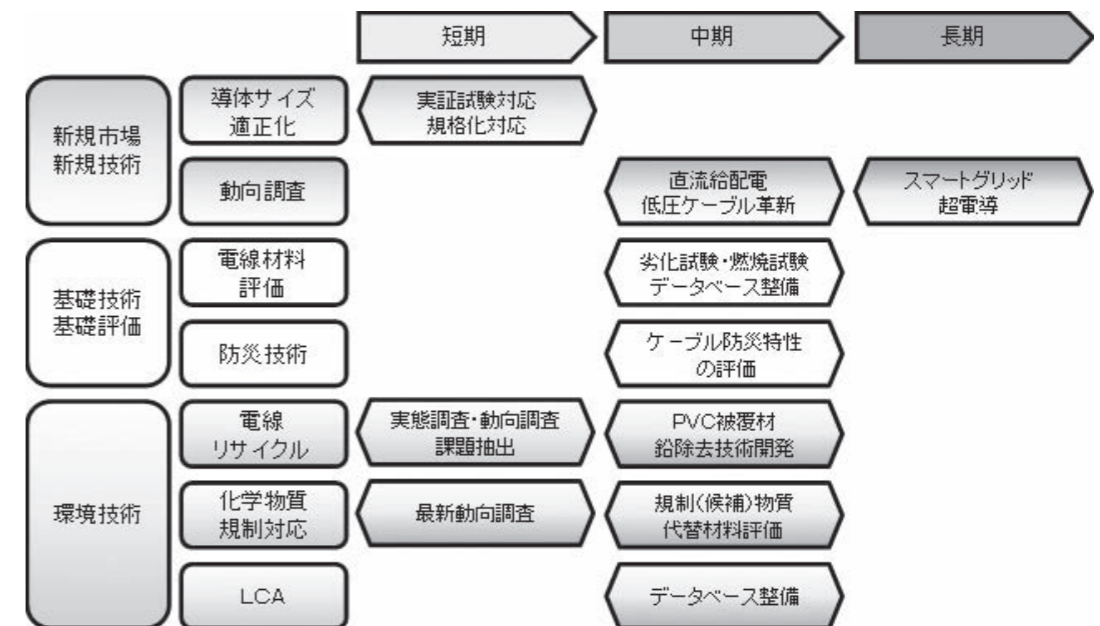 短期
中期
長期
新規市場
新規技術
導体サイズ
適正化
実証試験対応
規格化対応
動向調査
直流給配電
低圧ケーブル革新
スマートグリッド
超電導
基礎技術
基礎評価
電線材料
評価
劣化試験・燃焼試験
データベース整備
防災技術
ケーブル防災特性
の評価
環境技術
電線
リサイクル
実態調査・動向調査
課題抽出
PVC被覆材
鉛除去技術開発
化学物質
規制対応
最新動向調査
規制(候補)物質
代替材料評価
LCA
データベース整備